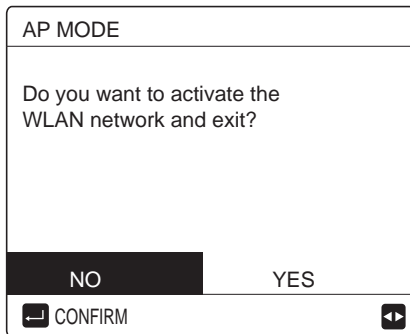 AP MODE
Do you want to activate the
WLAN network and exit?
NO YES
CONFIRM